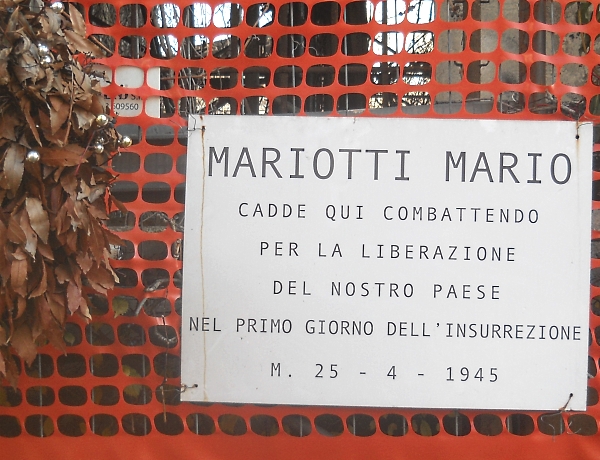 MARIOTTI MARIO
CADDE QUI COMBATTENDO
PER LA LIBERAZIONE
DEL NOSTRO PAESE
NEL PRIMO GIORNO DELL'INSURREZIONE
M. 25 - 4 - 1945